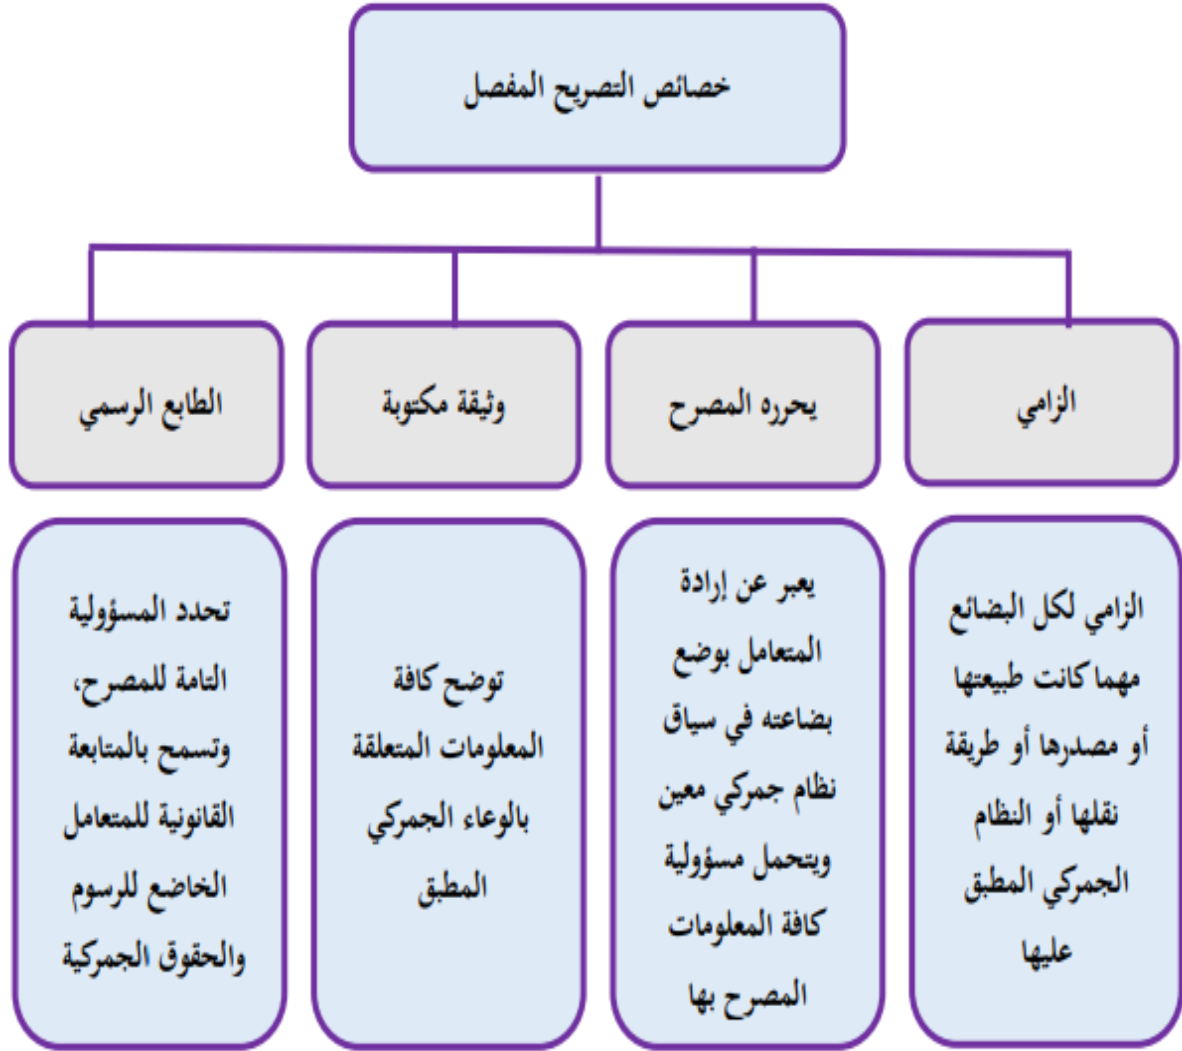 خصائص التصريح المفصل
الزامي
يحرره المصرح
وثيقة مكتوبة
الطابع الرسمي
الزامي لكل البضائع
مهما كانت طبيعتها
أو مصدرها أو طريقة
نقلها أو النظام
الجمركي المطبق
عليها
يعبر عن إرادة
المتعامل بوضع
بضاعته في سياق
نظام جمركي معين
ويتحمل مسؤولية
كافة المعلومات
المصرح بها
توضح كافة
المعلومات المتعلقة
بالوعاء الجمركي
المطبق
تحدد المسؤولية
التامة للمصرح،
وتسمح بالمتابعة
القانونية للمتعامل
الخاضع للرسوم
والحقوق الجمركية